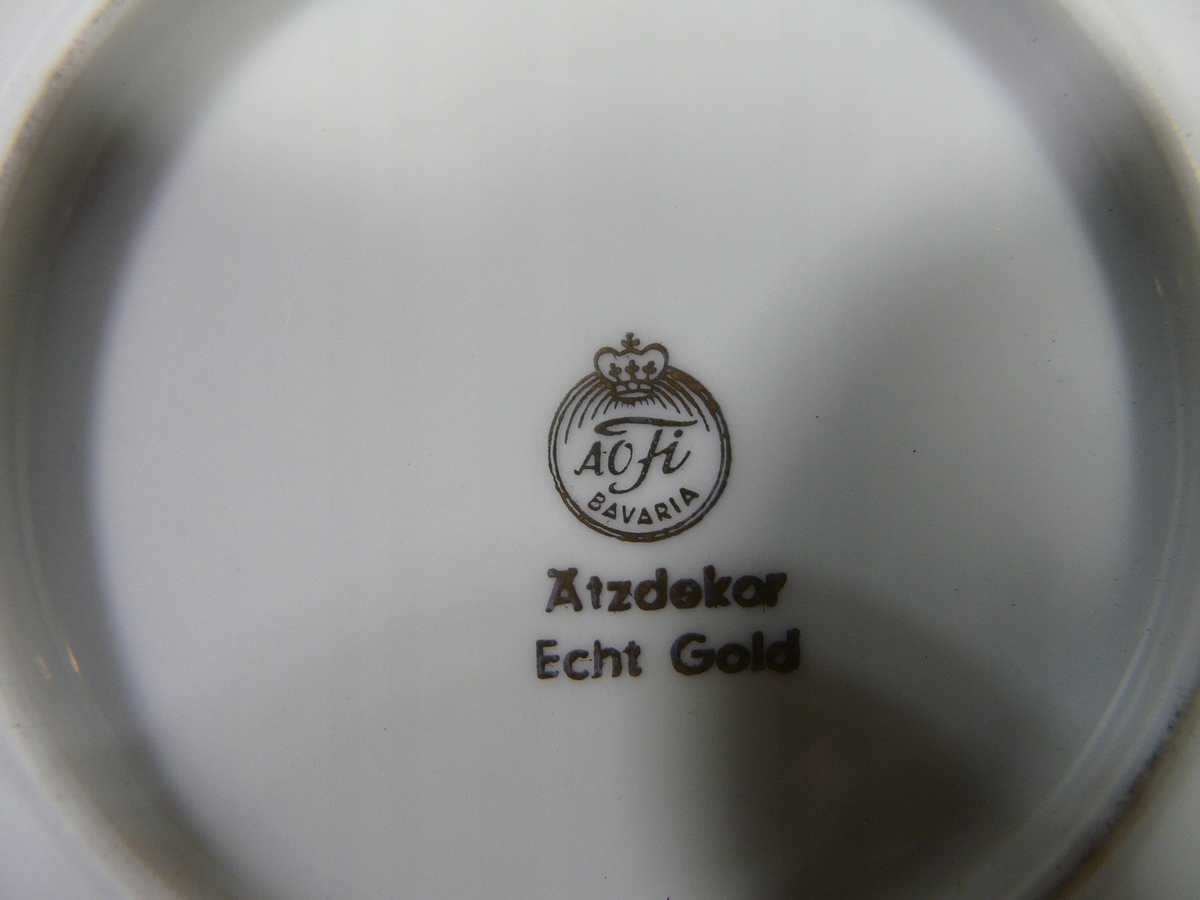 AOFi
BAVARIA
Ätzdekor
Echt Gold